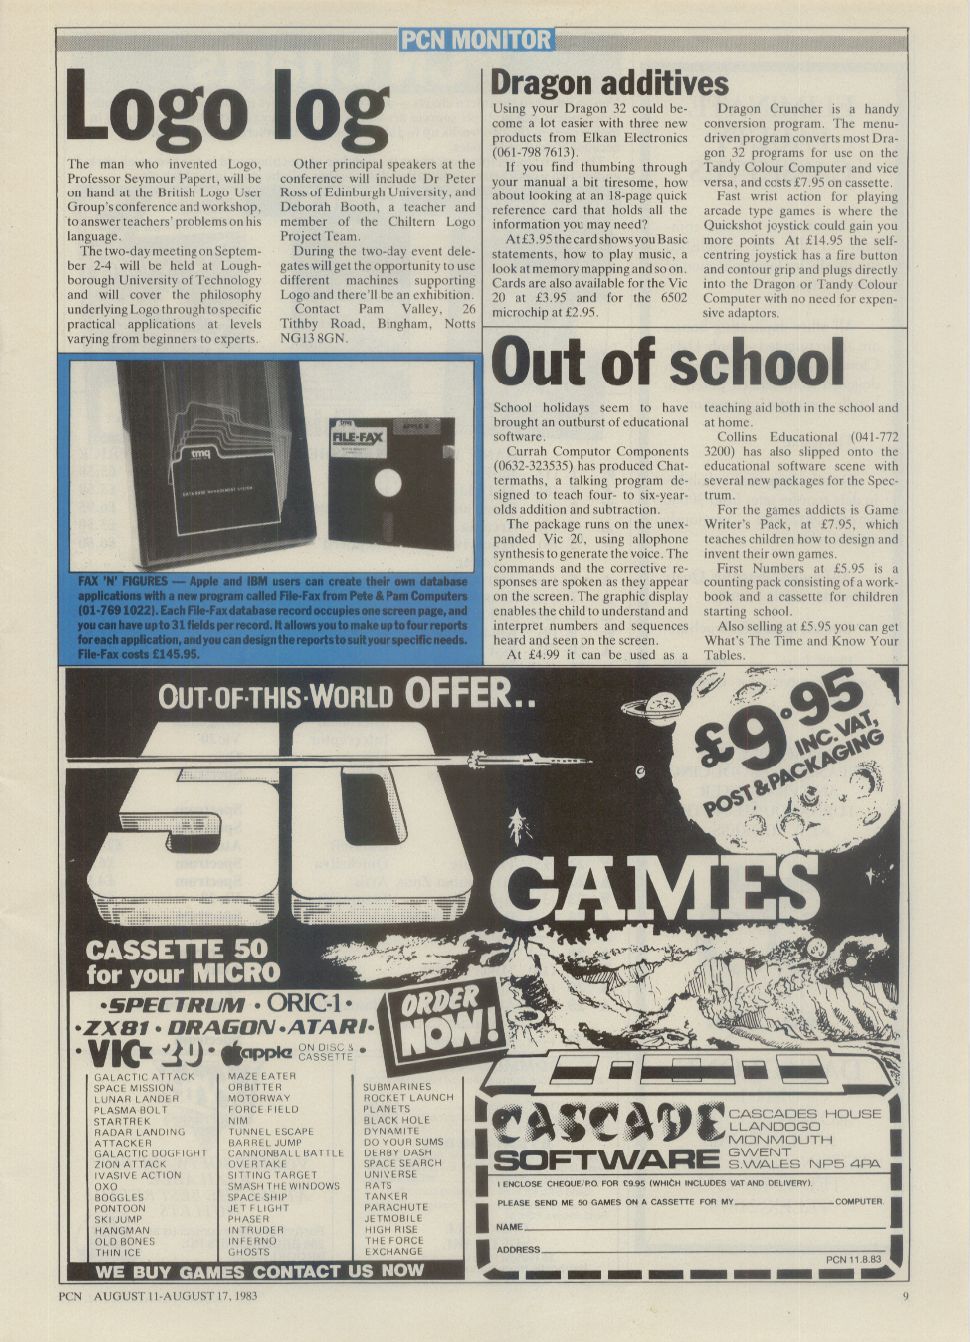 PCN MONITOR
Logo log
The man who invented Logo,
Professor Seymour Papert, will be
on hand at the British Logo User
Group's conference and workshop,
to answer teachers' problems on his
language.
The two-day meeting on Septem-
ber 2-4 will be held at Lough-
borough University of Technology
and will cover the philosophy
underlying Logo through to specific
practical applications at levels
varying from beginners to experts.
Other principal speakers at the
conference will include Dr Peter
Ross of Edinburgh University, and
Deborah Booth, a teacher and
member of the Chiltern Logo
Project Team.
During the two-day event dele-
gates will get the opportunity to use
different machines supporting
Logo and there'll be an exhibition.
Contact Pam Valley, 26
Tithby Road, Bingham, Notts
NG13 8GN.
Dragon additives
Using your Dragon 32 could be-
come a lot easier with three new
products from Elkan Electronics
(061-798 7613).
If you find thumbing through
your manual a bit tiresome, how
about looking at an 18-page quick
reference card that holds all the
information you may need?
At £3.95 the card shows you Basic
statements, how to play music, a
look at memory mapping and so on.
Cards are also available for the Vic
20 at £3.95 and for the 6502
microchip at £2.95.
Dragon Cruncher is a handy
conversion program. The menu-
driven program converts most Dra-
gon 32 programs for use on the
Tandy Colour Computer and vice
versa, and costs £7.95 on cassette.
Fast wrist action for playing
arcade type games is where the
Quickshot joystick could gain you
more points At £14.95 the self-
centring joystick has a fire button
and contour grip and plugs directly
into the Dragon or Tandy Colour
Computer with no need for expen-
sive adaptors.
tmq
DATABASE MANAGEMENT SYSTEM
tmq
FILE-FAX
APPLE II
FAX 'N' FIGURES — Apple and IBM users can create their own database
applications with a new program called File-Fax from Pete & Pam Computers
(01-769 1022). Each File-Fax database record occupies one screen page, and
you can have up to 31 fields per record. It allows you to make up to four reports
for each application, and you can design the reports to suit your specific needs.
File-Fax costs £145.95.
Out of school
School holidays seem to have
brought an outburst of educational
software.
Currah Computor Components
(0632-323535) has produced Chat-
termaths, a talking program de-
signed to teach four- to six-year-
olds addition and subtraction.
The package runs on the unex-
panded Vic 20, using allophone
synthesis to generate the voice. The
commands and the corrective re-
sponses are spoken as they appear
on the screen. The graphic display
enables the child to understand and
interpret numbers and sequences
heard and seen on the screen.
At £4.99 it can be used as a
teaching aid both in the school and
at home.
Collins Educational (041-772
3200) has also slipped onto the
educational software scene with
several new packages for the Spec-
trum.
For the games addicts is Game
Writer's Pack, at £7.95, which
teaches children how to design and
invent their own games.
First Numbers at £5.95 is a
counting pack consisting of a work-
book and a cassette for children
starting school.
Also selling at £5.95 you can get
What's The Time and Know Your
Tables.
OUT·OF·THIS·WORLD OFFER..
50
£9·95
INC. VAT,
POST & PACKAGING
GAMES
CASSETTE 50
for your MICRO
·SPECTRUM · ORIC-1·
·ZX81 · DRAGON·ATARI·
·VIC 20· apple ON DISC &
CASSETTE ·
ORDER
NOW!
GALACTIC ATTACK
SPACE MISSION
LUNAR LANDER
PLASMA BOLT
STARTREK
RADAR LANDING
ATTACKER
GALACTIC DOGFIGHT
ZION ATTACK
IVASIVE ACTION
OXO
BOGGLES
PONTOON
SKI JUMP
HANGMAN
OLD BONES
THIN ICE
MAZE EATER
ORBITTER
MOTORWAY
FORCE FIELD
NIM
TUNNEL ESCAPE
BARREL JUMP
CANNONBALL BATTLE
OVERTAKE
SITTING TARGET
SMASH THE WINDOWS
SPACE SHIP
JET FLIGHT
PHASER
INTRUDER
INFERNO
GHOSTS
SUBMARINES
ROCKET LAUNCH
PLANETS
BLACK HOLE
DYNAMITE
DO YOUR SUMS
DERBY DASH
SPACE SEARCH
UNIVERSE
RATS
TANKER
PARACHUTE
JETMOBILE
HIGH RISE
THE FORCE
EXCHANGE
WE BUY GAMES CONTACT US NOW
CASCADE
SOFTWARE
CASCADES HOUSE
LLANDOGO
MONMOUTH
GWENT
S.WALES NP5 4PA
I ENCLOSE CHEQUE/P.O. FOR £9.95 (WHICH INCLUDES VAT AND DELIVERY).
PLEASE SEND ME 50 GAMES ON A CASSETTE FOR MY COMPUTER.
NAME
ADDRESS
PCN 11.8.83
PCN AUGUST 11-AUGUST 17, 1983
9